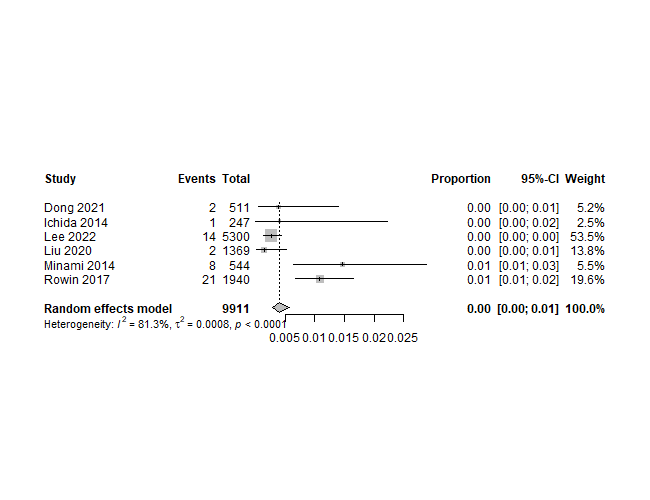 Study Events Total Proportion 95%-CI Weight
Dong 2021 2 511 0.00 [0.00; 0.01] 5.2%
Ichida 2014 1 247 0.00 [0.00; 0.02] 2.5%
Lee 2022 14 5300 0.00 [0.00; 0.00] 53.5%
Liu 2020 2 1369 0.00 [0.00; 0.01] 13.8%
Minami 2014 8 544 0.01 [0.01; 0.03] 5.5%
Rowin 2017 21 1940 0.01 [0.01; 0.02] 19.6%
Random effects model 9911 0.00 [0.00; 0.01] 100.0%
Heterogeneity: I² = 81.3%, τ² = 0.0008, p < 0.0001
0.005 0.01 0.015 0.02 0.025